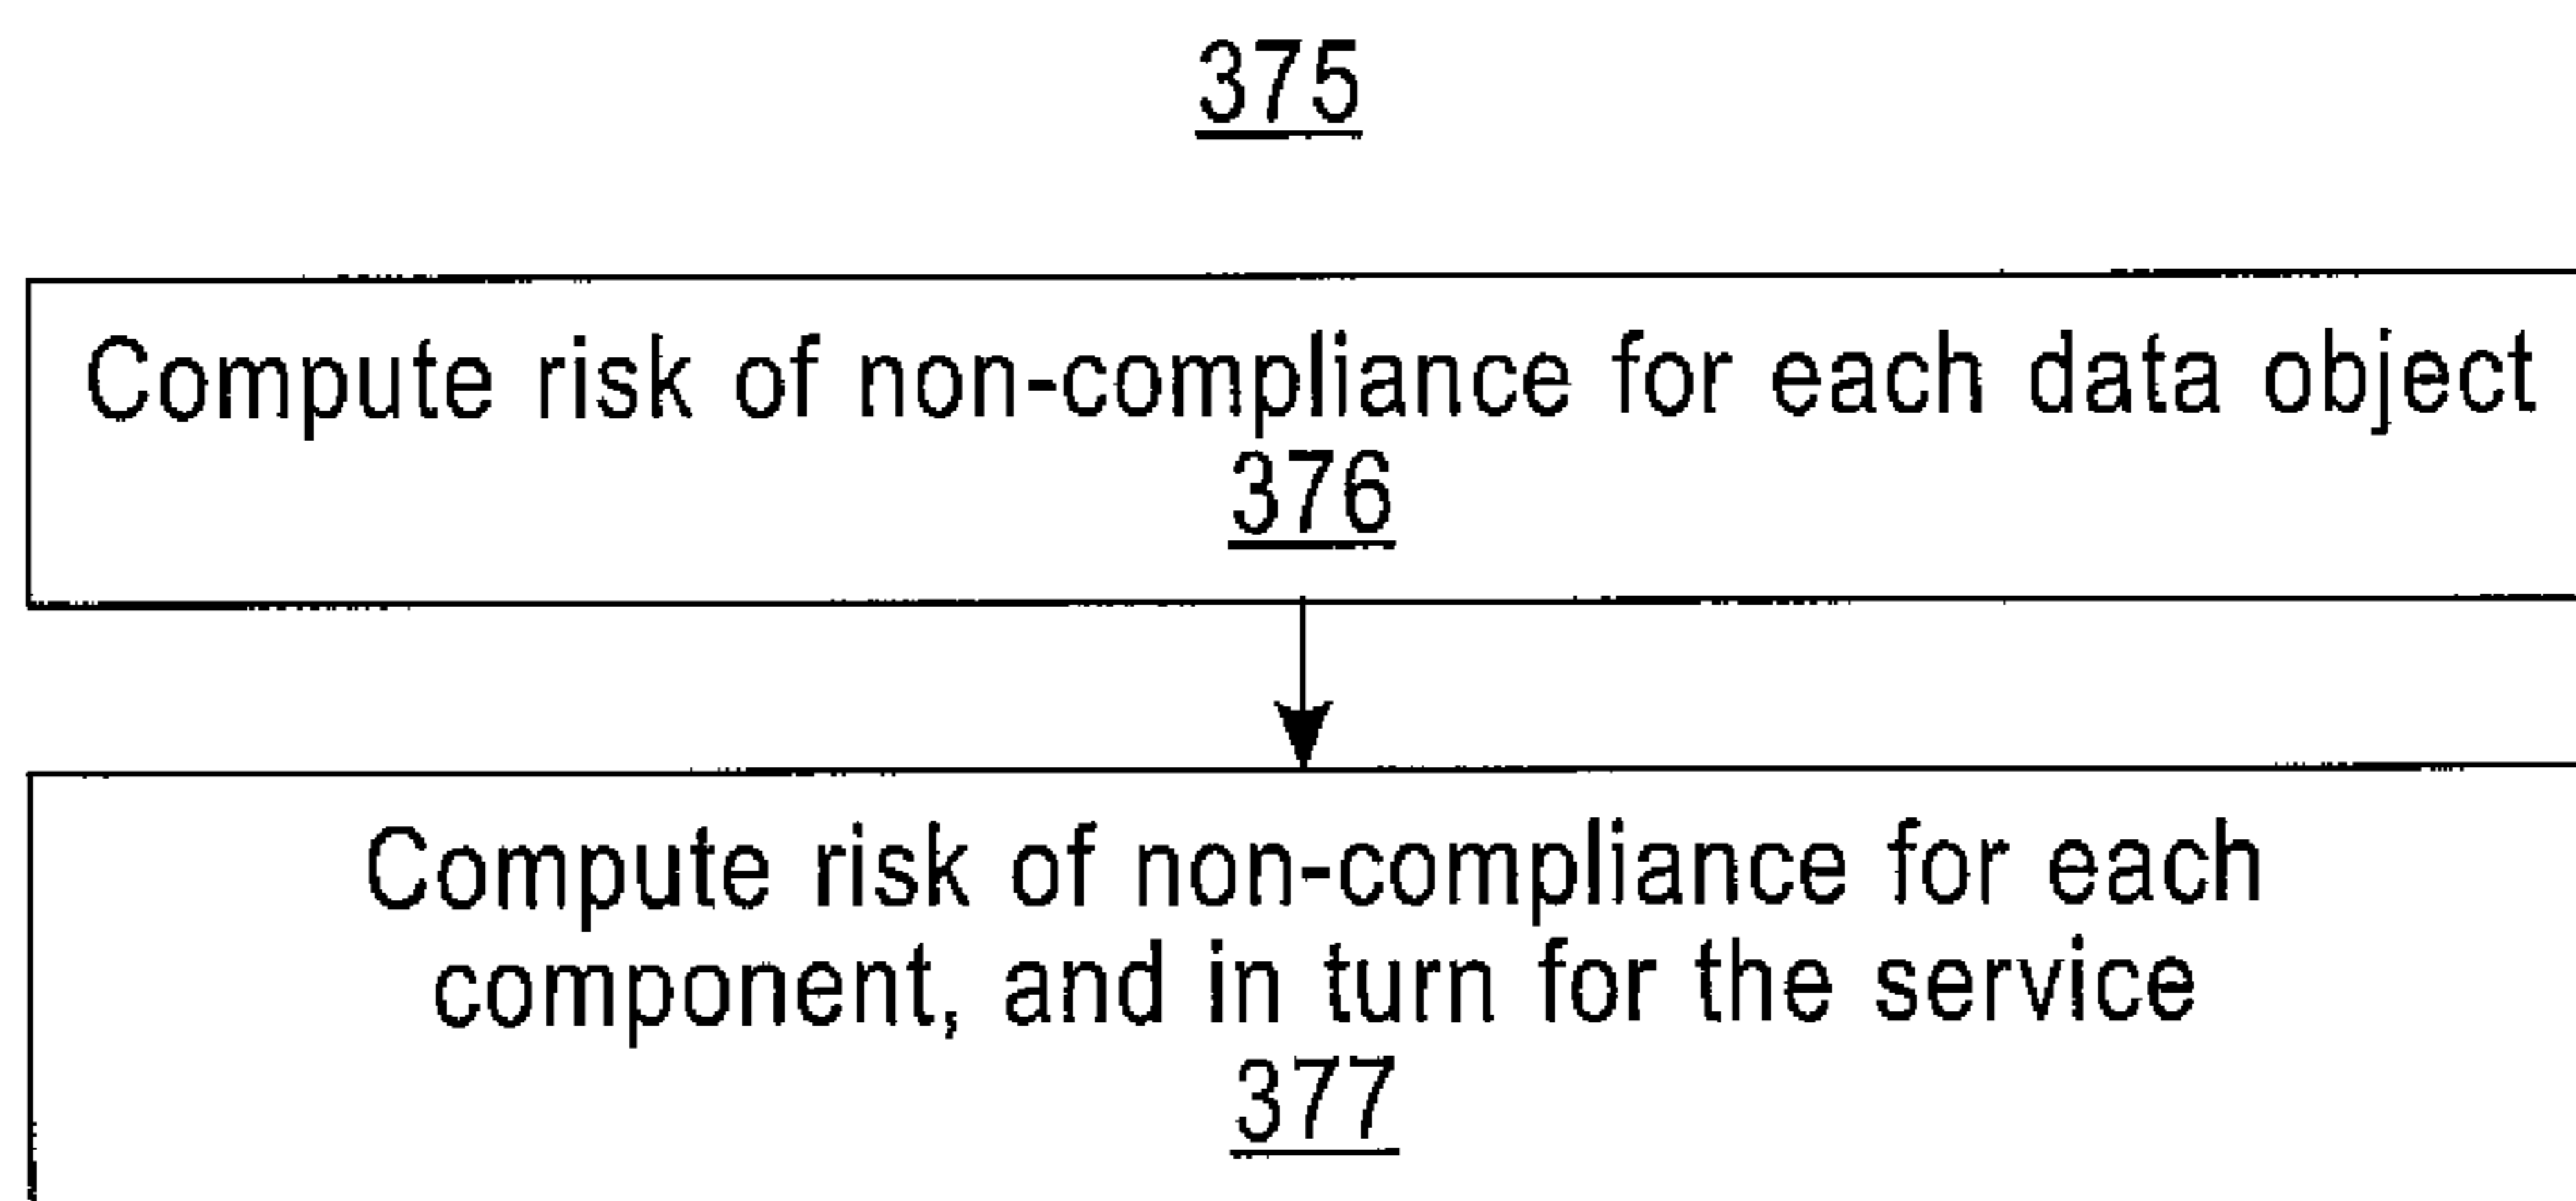 375
Compute risk of non-compliance for each data object
376
Compute risk of non-compliance for each
component, and in turn for the service
377